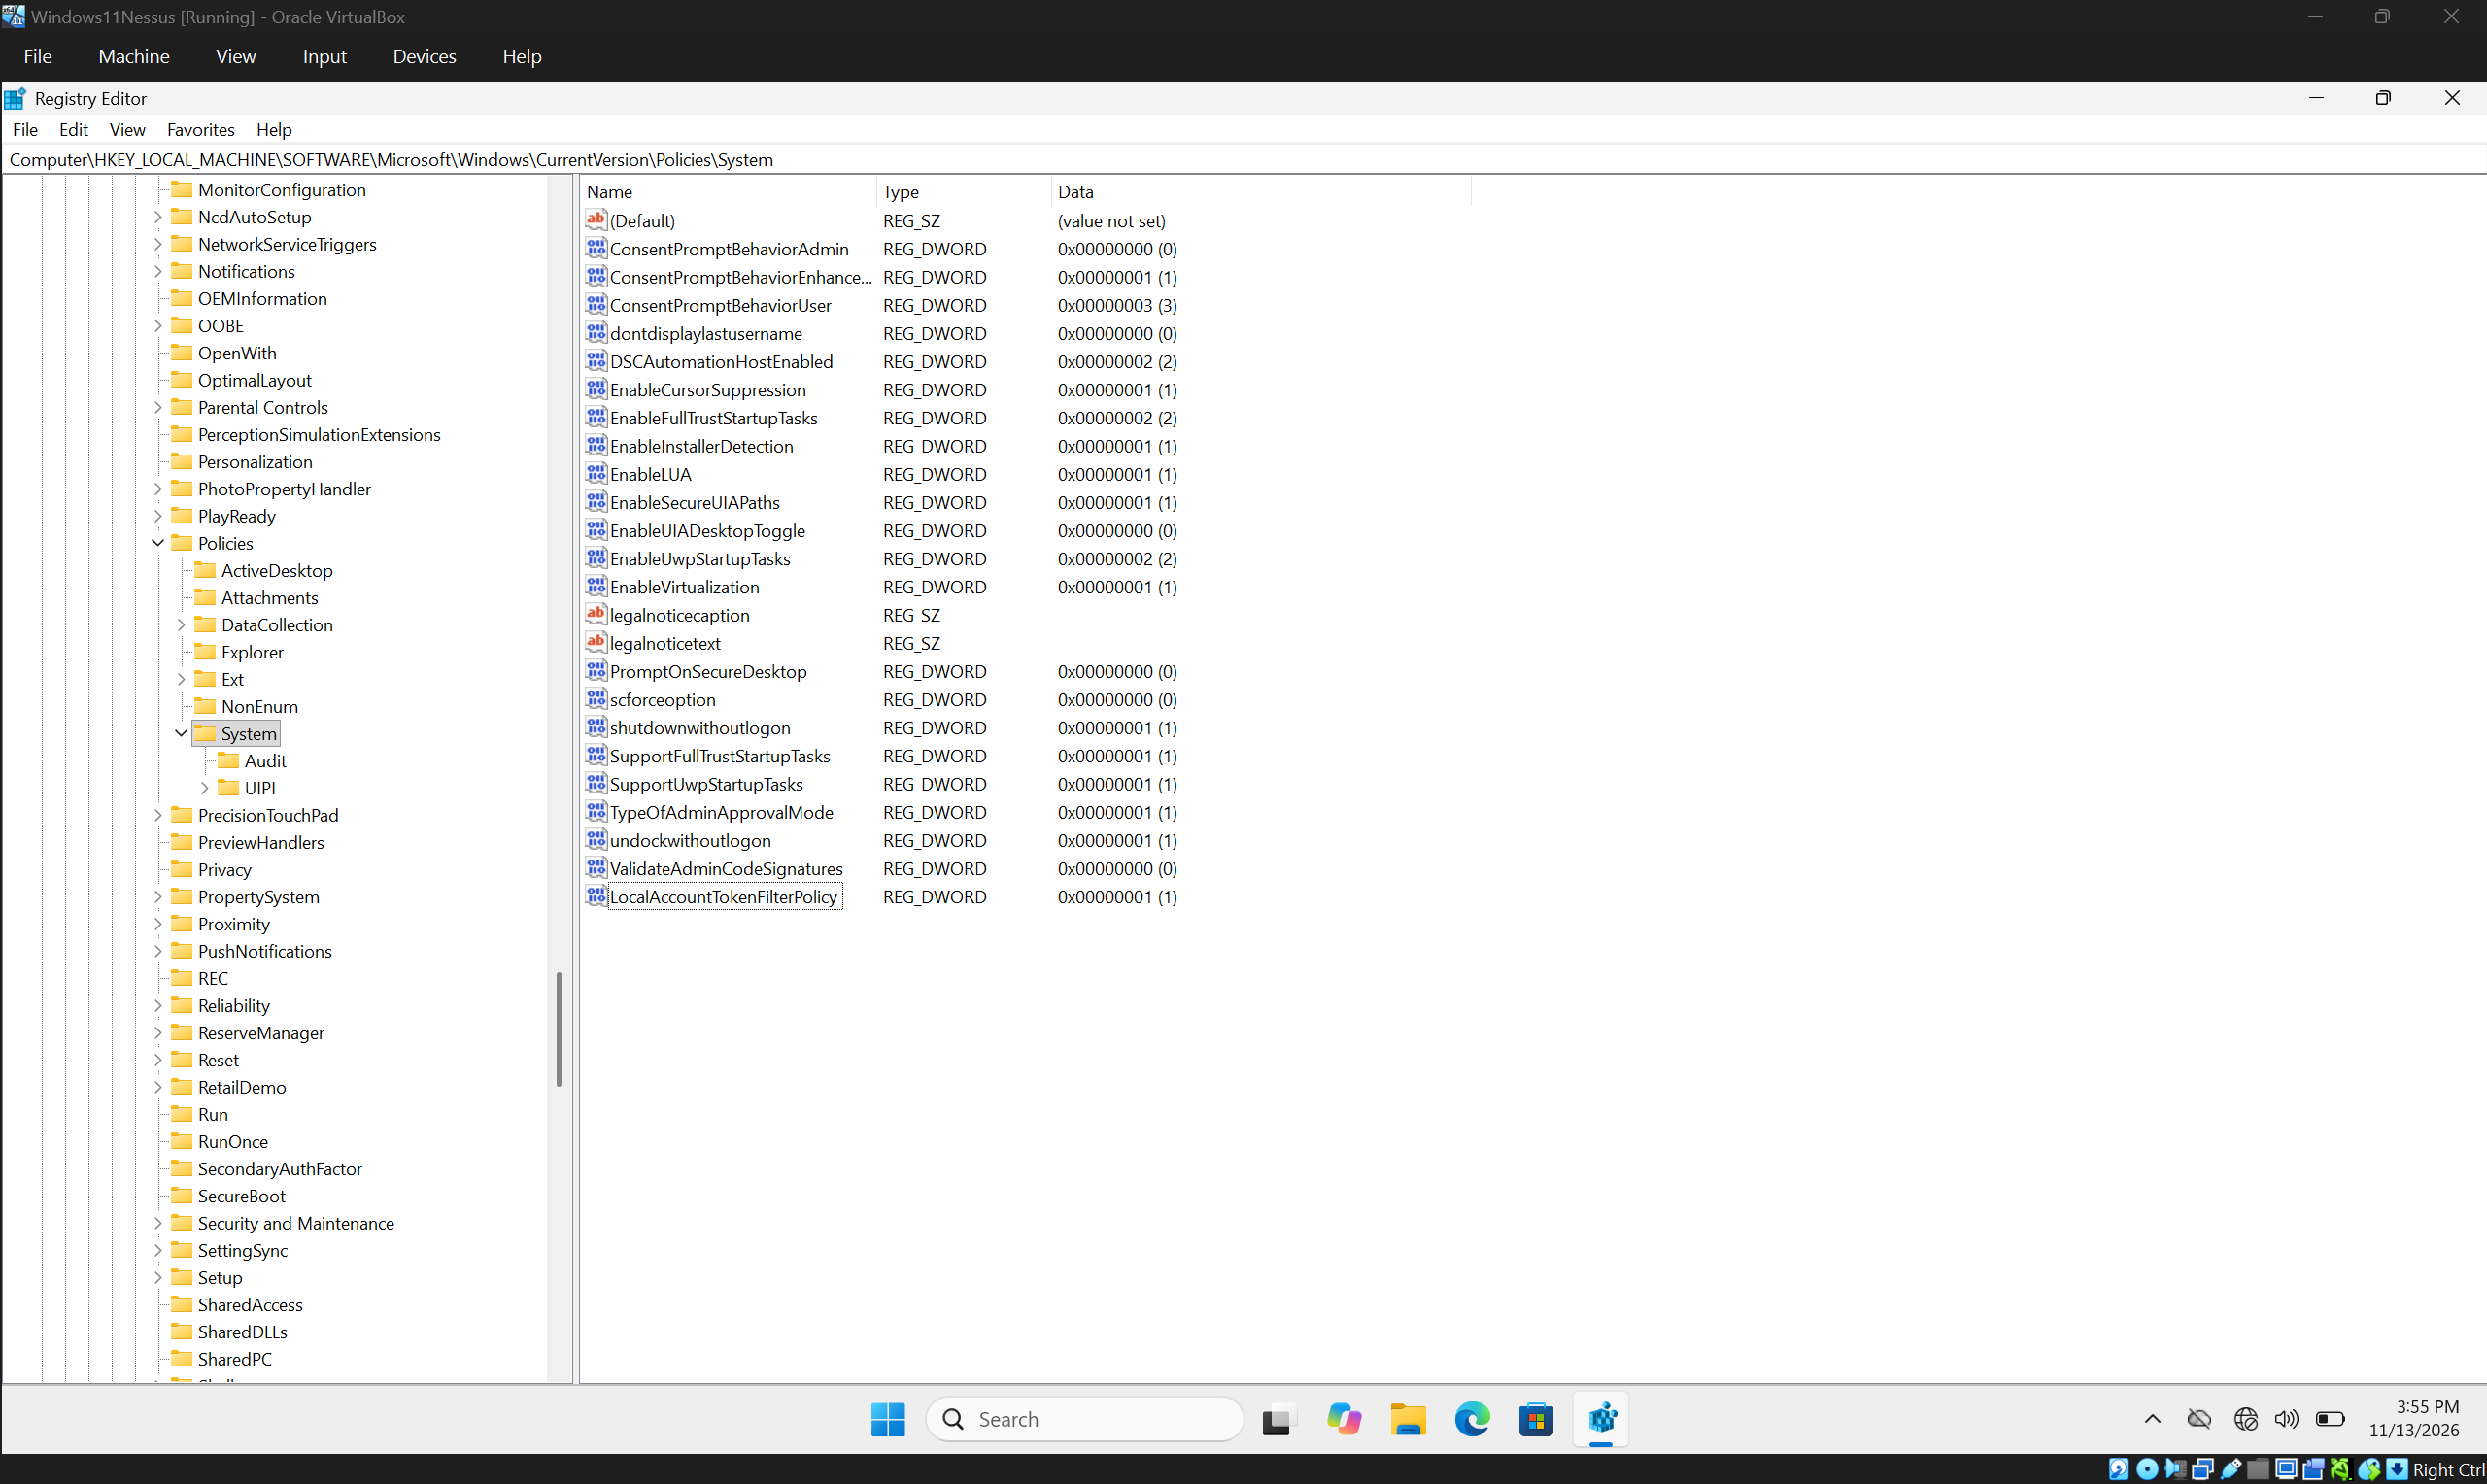 Windows11Nessus [Running] - Oracle VirtualBox
File Machine View Input Devices Help
Registry Editor
File Edit View Favorites Help
Computer\HKEY_LOCAL_MACHINE\SOFTWARE\Microsoft\Windows\CurrentVersion\Policies\System
MonitorConfiguration
NcdAutoSetup
NetworkServiceTriggers
Notifications
OEMInformation
OOBE
OpenWith
OptimalLayout
Parental Controls
PerceptionSimulationExtensions
Personalization
PhotoPropertyHandler
PlayReady
Policies
ActiveDesktop
Attachments
DataCollection
Explorer
Ext
NonEnum
System
Audit
UIPI
PrecisionTouchPad
PreviewHandlers
Privacy
PropertySystem
Proximity
PushNotifications
REC
Reliability
ReserveManager
Reset
RetailDemo
Run
RunOnce
SecondaryAuthFactor
SecureBoot
Security and Maintenance
SettingSync
Setup
SharedAccess
SharedDLLs
SharedPC
Name Type Data
(Default) REG_SZ (value not set)
ConsentPromptBehaviorAdmin REG_DWORD 0x00000000 (0)
ConsentPromptBehaviorEnhance... REG_DWORD 0x00000001 (1)
ConsentPromptBehaviorUser REG_DWORD 0x00000003 (3)
dontdisplaylastusername REG_DWORD 0x00000000 (0)
DSCAutomationHostEnabled REG_DWORD 0x00000002 (2)
EnableCursorSuppression REG_DWORD 0x00000001 (1)
EnableFullTrustStartupTasks REG_DWORD 0x00000002 (2)
EnableInstallerDetection REG_DWORD 0x00000001 (1)
EnableLUA REG_DWORD 0x00000001 (1)
EnableSecureUIAPaths REG_DWORD 0x00000001 (1)
EnableUIADesktopToggle REG_DWORD 0x00000000 (0)
EnableUwpStartupTasks REG_DWORD 0x00000002 (2)
EnableVirtualization REG_DWORD 0x00000001 (1)
legalnoticecaption REG_SZ
legalnoticetext REG_SZ
PromptOnSecureDesktop REG_DWORD 0x00000000 (0)
scforceoption REG_DWORD 0x00000000 (0)
shutdownwithoutlogon REG_DWORD 0x00000001 (1)
SupportFullTrustStartupTasks REG_DWORD 0x00000001 (1)
SupportUwpStartupTasks REG_DWORD 0x00000001 (1)
TypeOfAdminApprovalMode REG_DWORD 0x00000001 (1)
undockwithoutlogon REG_DWORD 0x00000001 (1)
ValidateAdminCodeSignatures REG_DWORD 0x00000000 (0)
LocalAccountTokenFilterPolicy REG_DWORD 0x00000001 (1)
Search
3:55 PM
11/13/2026
Right Ctrl